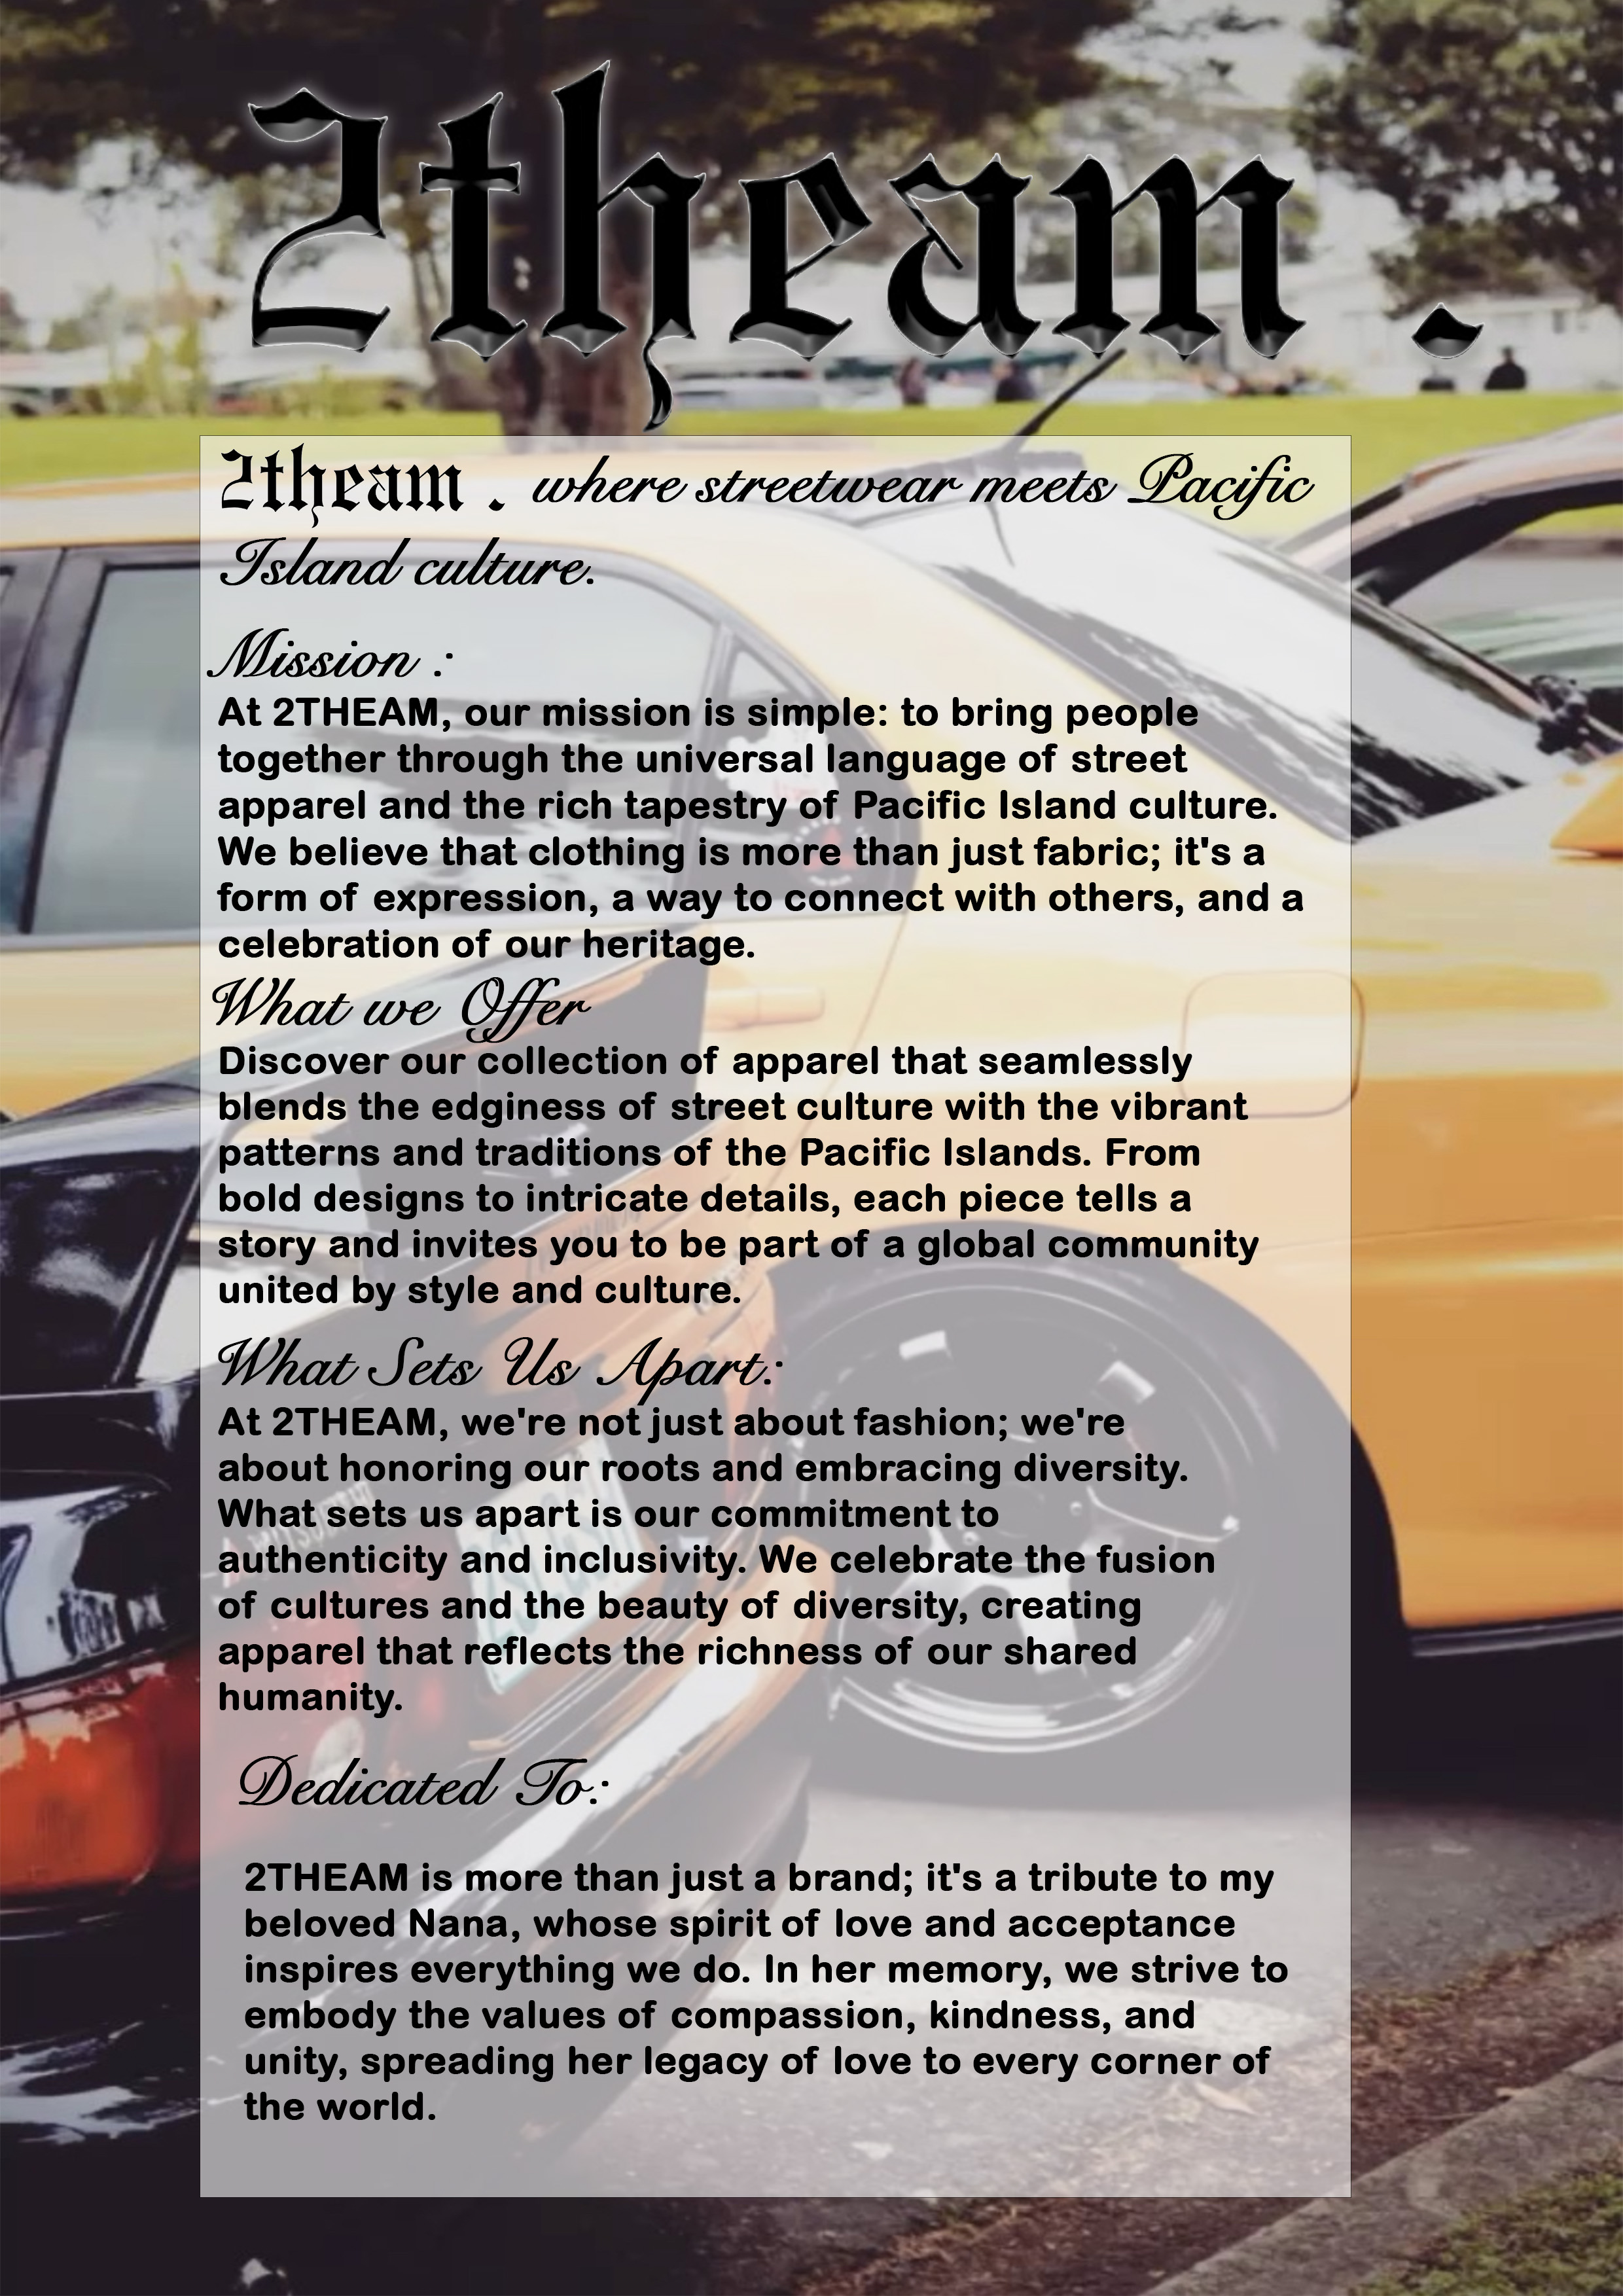 2theam .
2theam . where streetwear meets Pacific
Island culture.
Mission :
At 2THEAM, our mission is simple: to bring people
together through the universal language of street
apparel and the rich tapestry of Pacific Island culture.
We believe that clothing is more than just fabric; it's a
form of expression, a way to connect with others, and a
celebration of our heritage.
What we Offer
Discover our collection of apparel that seamlessly
blends the edginess of street culture with the vibrant
patterns and traditions of the Pacific Islands. From
bold designs to intricate details, each piece tells a
story and invites you to be part of a global community
united by style and culture.
What Sets Us Apart:
At 2THEAM, we're not just about fashion; we're
about honoring our roots and embracing diversity.
What sets us apart is our commitment to
authenticity and inclusivity. We celebrate the fusion
of cultures and the beauty of diversity, creating
apparel that reflects the richness of our shared
humanity.
Dedicated To:
2THEAM is more than just a brand; it's a tribute to my
beloved Nana, whose spirit of love and acceptance
inspires everything we do. In her memory, we strive to
embody the values of compassion, kindness, and
unity, spreading her legacy of love to every corner of
the world.